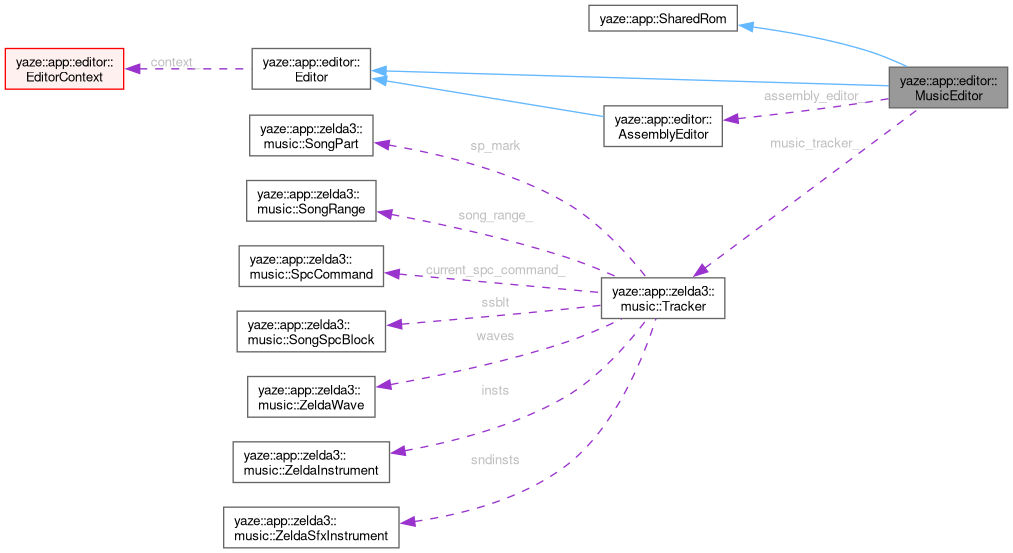 yaze::app::SharedRom
yaze::app::editor::
EditorContext
context_
yaze::app::editor::
Editor
yaze::app::editor::
MusicEditor
assembly_editor_
yaze::app::editor::
AssemblyEditor
music_tracker_
yaze::app::zelda3::
music::SongPart
sp_mark
yaze::app::zelda3::
music::SongRange
song_range_
yaze::app::zelda3::
music::SpcCommand
current_spc_command_
yaze::app::zelda3::
music::Tracker
yaze::app::zelda3::
music::SongSpcBlock
ssblt
waves
yaze::app::zelda3::
music::ZeldaWave
insts
yaze::app::zelda3::
music::ZeldaInstrument
sndinsts
yaze::app::zelda3::
music::ZeldaSfxInstrument